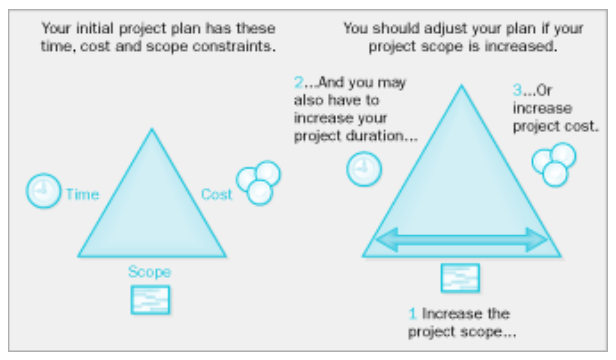 Your initial project plan has these
time, cost and scope constraints.
Time
Cost
Scope
You should adjust your plan if your
project scope is increased.
2...And you may
also have to
increase your
project duration...
3...Or
increase
project cost.
1 Increase the
project scope...